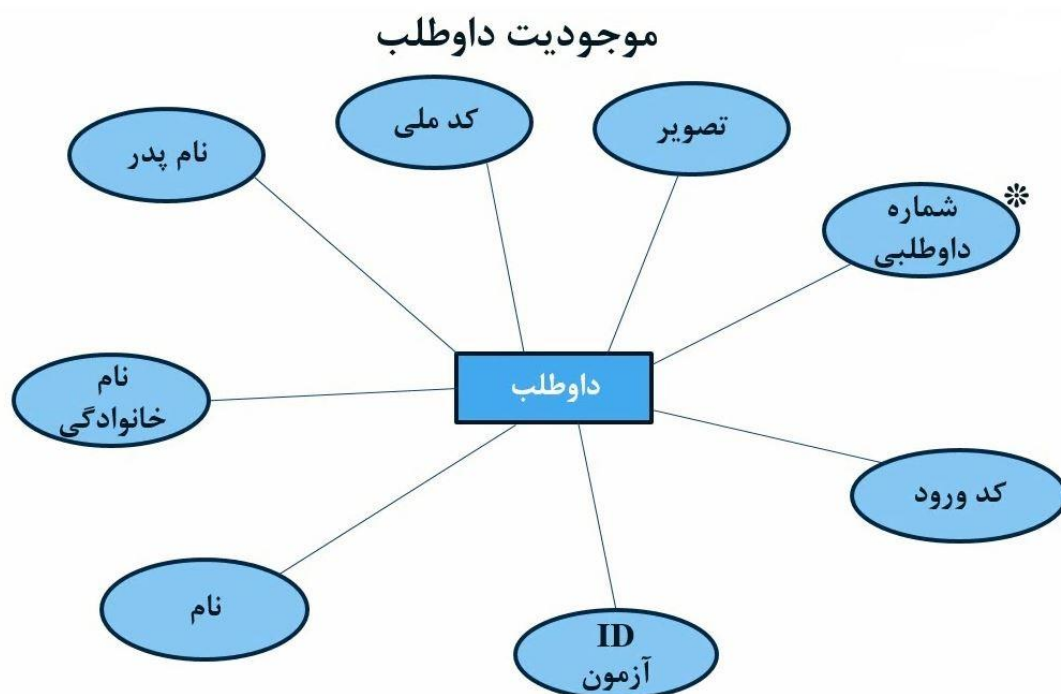 موجودیت داوطلب
تصویر
کد ملی
نام پدر
شماره
داوطلبی
داوطلب
نام
خانوادگی
کد ورود
نام
ID
آزمون